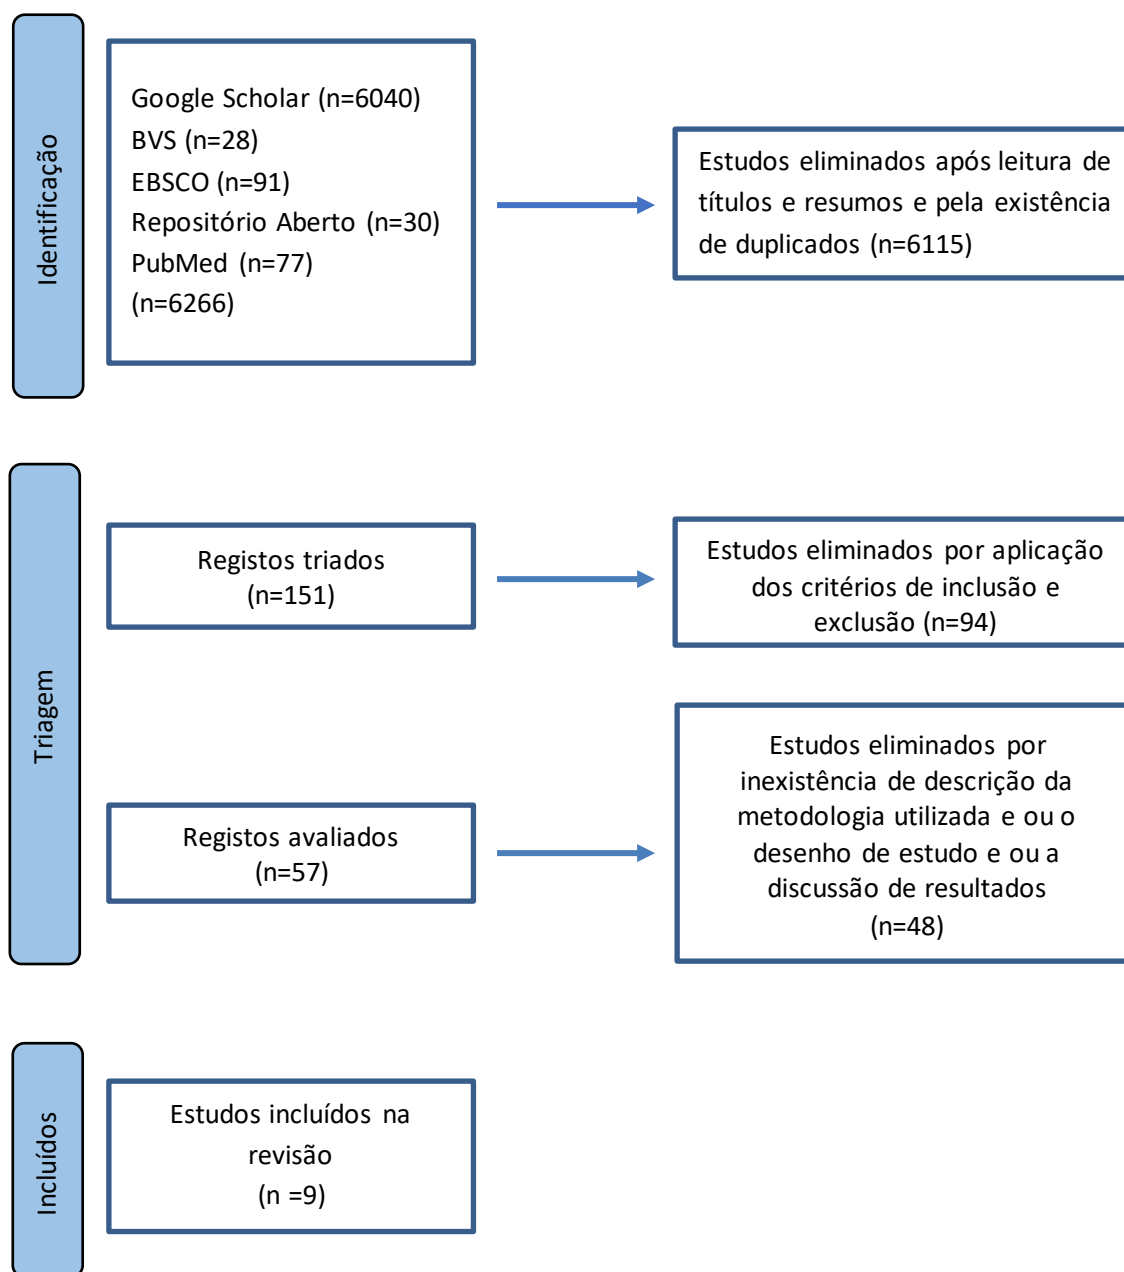 Identificação
Google Scholar (n=6040)
BVS (n=28)
EBSCO (n=91)
Repositório Aberto (n=30)
PubMed (n=77)
(n=6266)
Estudos eliminados após leitura de
títulos e resumos e pela existência
de duplicados (n=6115)
Triagem
Registos triados
(n=151)
Estudos eliminados por aplicação
dos critérios de inclusão e
exclusão (n=94)
Registos avaliados
(n=57)
Estudos eliminados por
inexistência de descrição da
metodologia utilizada e ou o
desenho de estudo e ou a
discussão de resultados
(n=48)
Incluídos
Estudos incluídos na
revisão
(n =9)